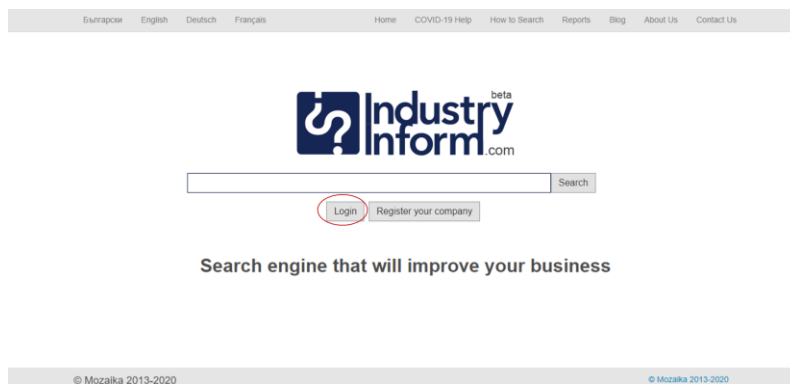 Български English Deutsch Français Home COVID-19 Help How to Search Reports Blog About Us Contact Us
beta
Industry
Inform.com
Search
Login Register your company
Search engine that will improve your business
© Mozaika 2013-2020 © Mozaika 2013-2020